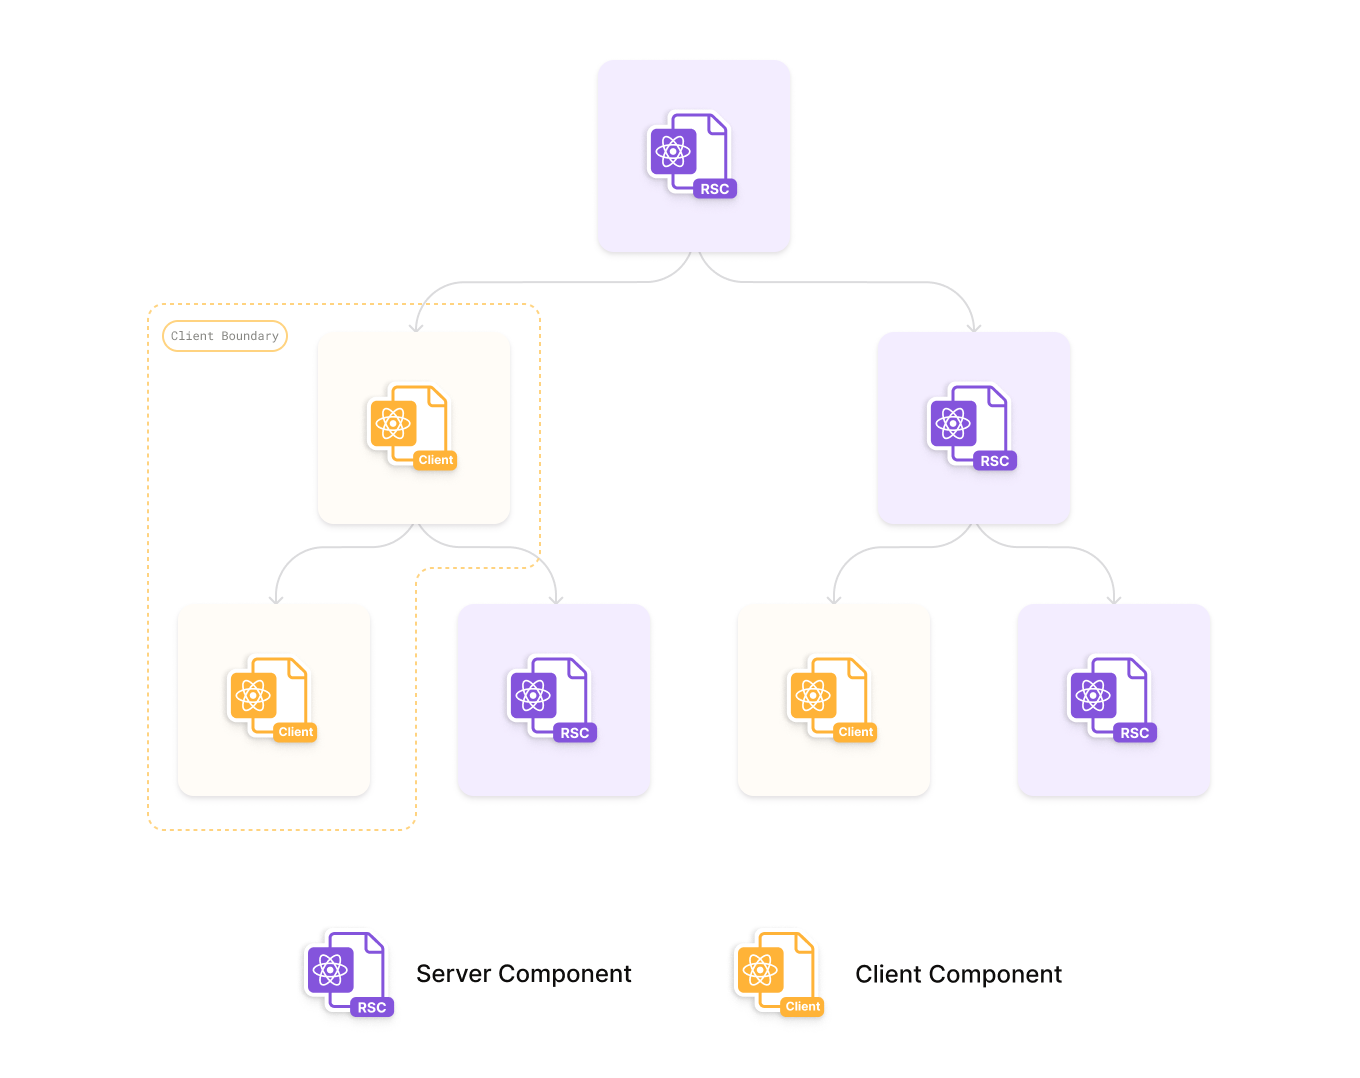 RSC
Client Boundary
Client
RSC
Client
RSC
Client
RSC
RSC
Server Component
Client
Client Component